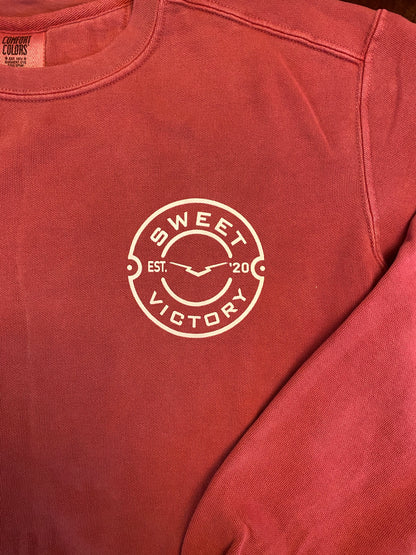 COMFORT
COLORS
SWEET
EST. '20
VICTORY